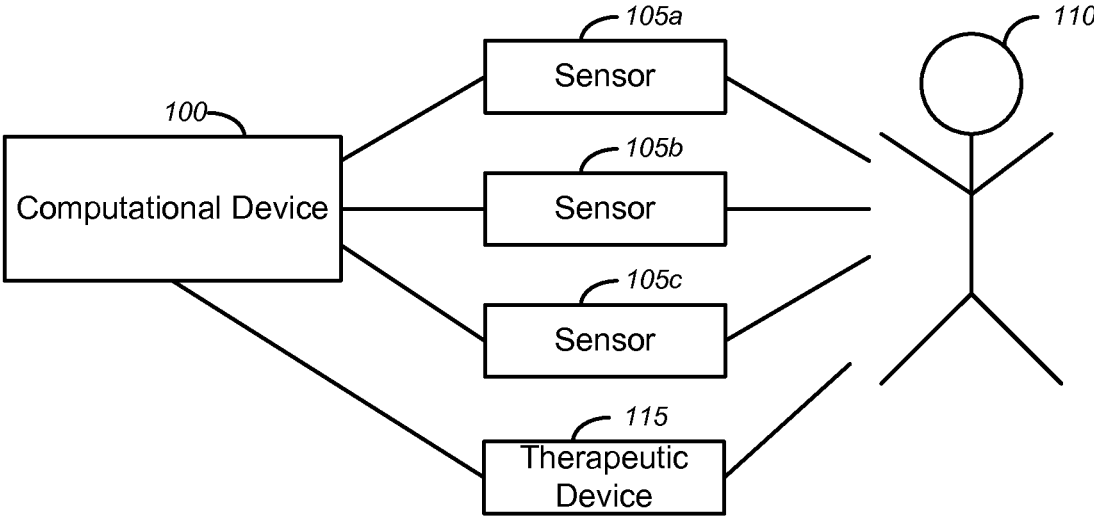 105a
110
Sensor
100
105b
Computational Device
Sensor
105c
Sensor
115
Therapeutic
Device